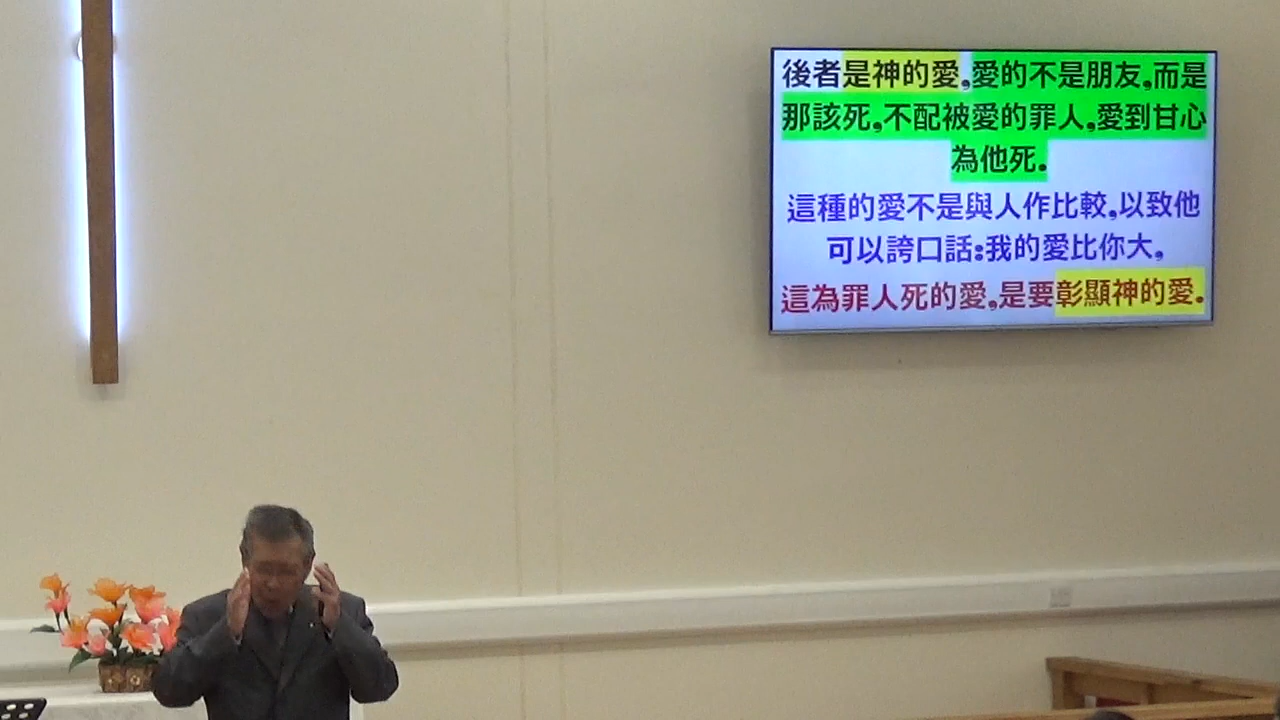 後者是神的愛,愛的不是朋友,而是
那該死,不配被愛的罪人,愛到甘心
為他死.
這種的愛不是與人作比較,以致他
可以誇口話:我的愛比你大,
這為罪人死的愛,是要彰顯神的愛.